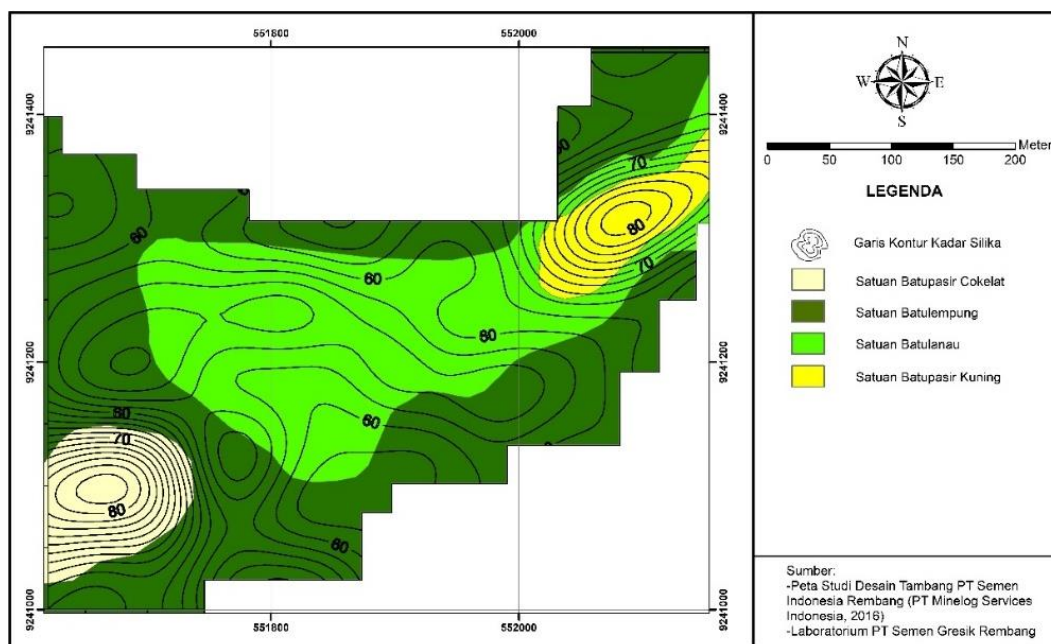 551800
552000
9241400
9241200
9241000
9241400
9241200
9241000
551800
552000
60
70
60
80
60
70
60
60
80
60
70
80
60
60
N
W
E
S
Meter
0
50
100
150
200
LEGENDA
Garis Kontur Kadar Silika
Satuan Batupasir Cokelat
Satuan Batulempung
Satuan Batulanau
Satuan Batupasir Kuning
Sumber:
-Peta Studi Desain Tambang PT Semen
Indonesia Rembang (PT Minelog Services
Indonesia, 2016)
-Laboratorium PT Semen Gresik Rembang